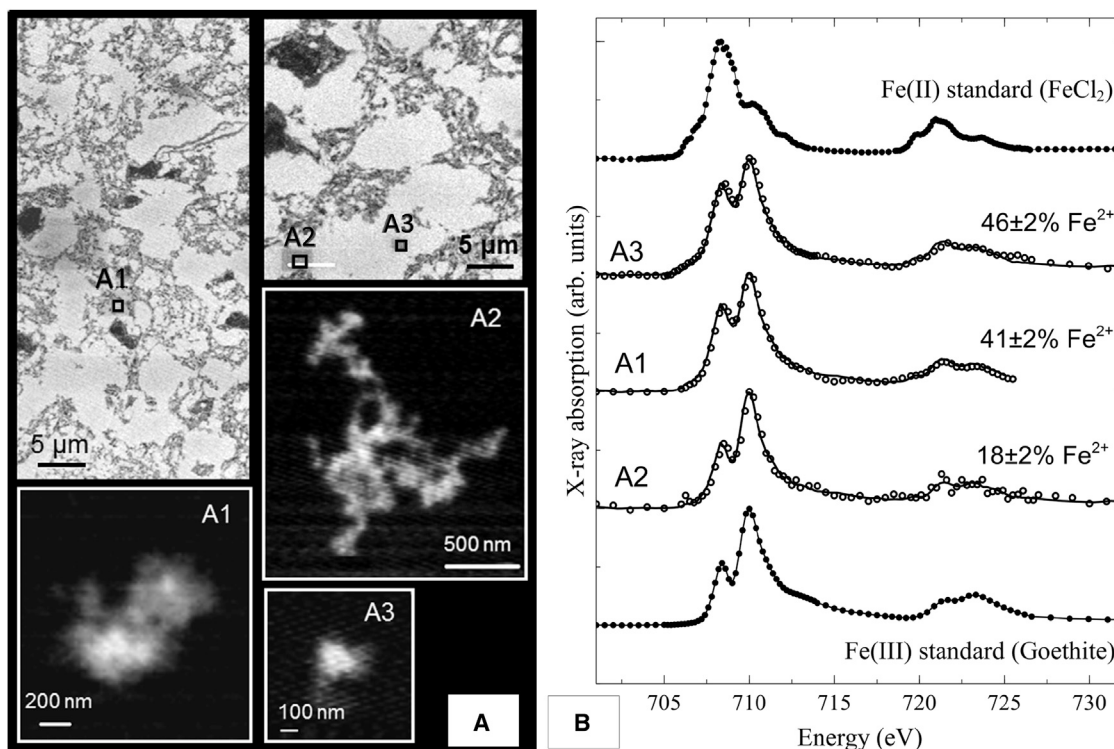 A1
5 µm
A2
A3
5 µm
A2
500 nm
A1
200 nm
A3
100 nm
A
X-ray absorption (arb. units)
Fe(II) standard (FeCl2)
A3
46±2% Fe2+
A1
41±2% Fe2+
A2
18±2% Fe2+
Fe(III) standard (Goethite)
705 710 715 720 725 730
Energy (eV)
B